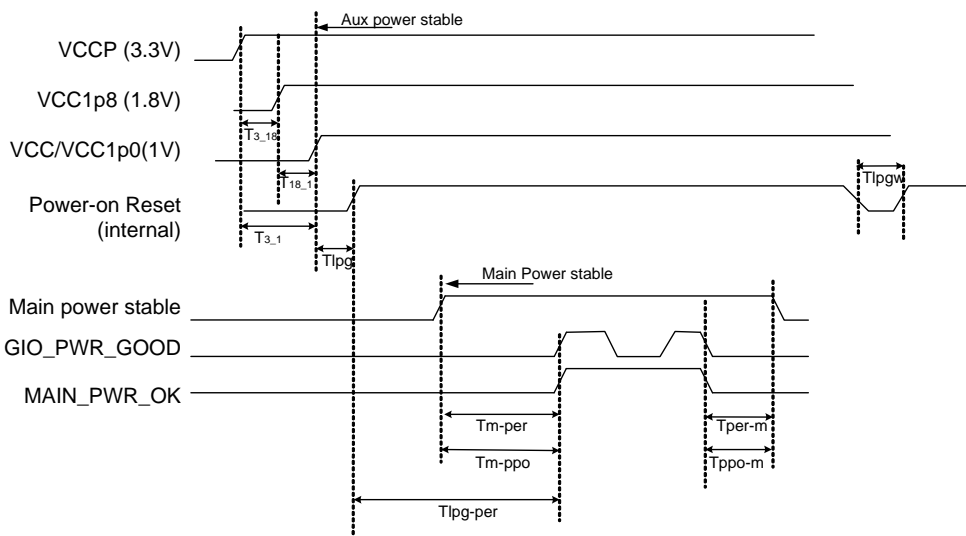 Aux power stable
VCCP (3.3V)
VCC1p8 (1.8V)
T3_18
VCC/VCC1p0(1V)
T18_1
Tlpgw
Power-on Reset
(internal)
T3_1
Tlpg
Main Power stable
Main power stable
GIO_PWR_GOOD
MAIN_PWR_OK
Tm-per
Tper-m
Tm-ppo
Tppo-m
Tlpg-per